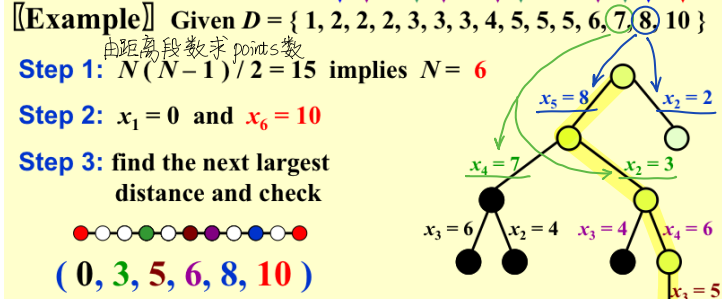 〖Example〗 Given D = { 1, 2, 2, 2, 3, 3, 3, 4, 5, 5, 5, 6, 7, 8, 10 }
由距离段数求points数
Step 1: N ( N – 1 ) / 2 = 15 implies N = 6
Step 2: x₁ = 0 and x₆ = 10
Step 3: find the next largest
distance and check
( 0, 3, 5, 6, 8, 10 )
x₅ = 8
x₂ = 2
x₄ = 7
x₂ = 3
x₃ = 6
x₂ = 4
x₃ = 4
x₄ = 6
x₃ = 5